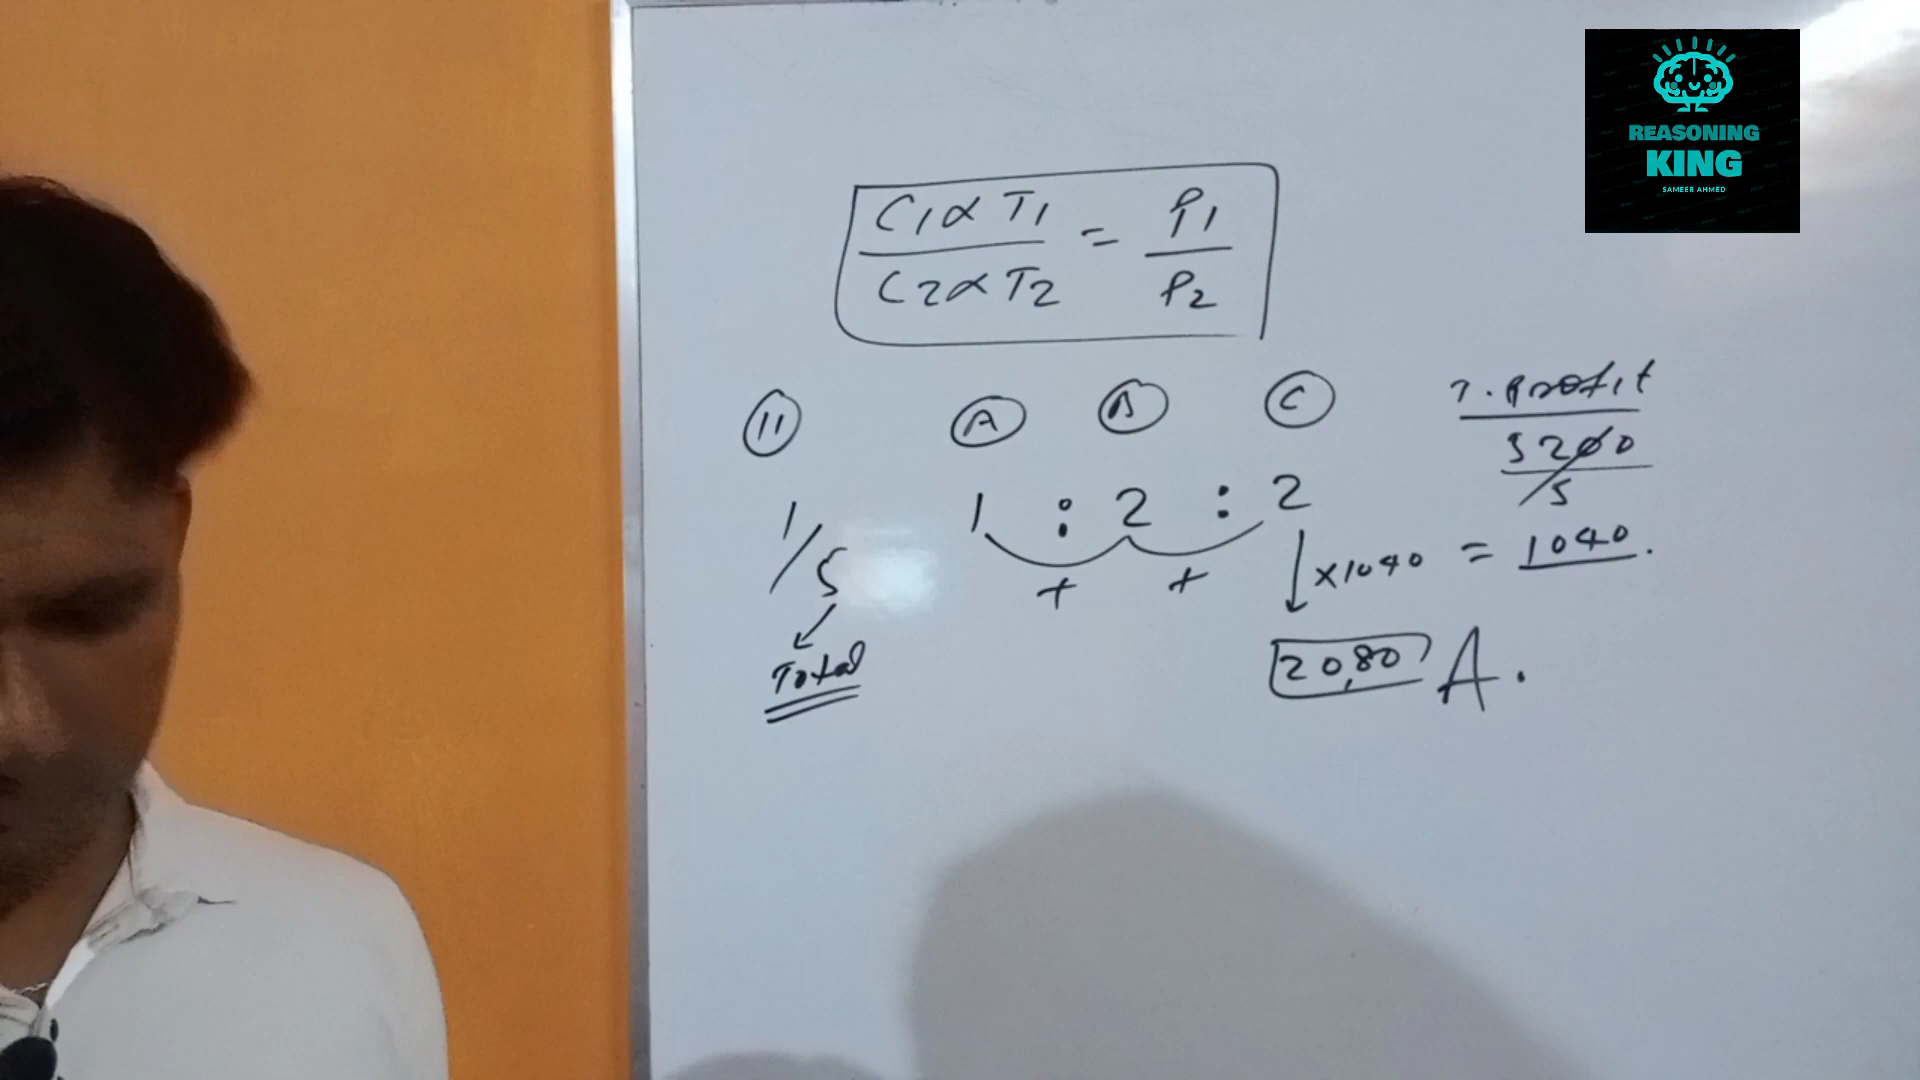 REASONING
KING
SAMEER AHMED
C1 α T1 / C2 α T2 = P1 / P2
11 A B C
T. Profit
5200 / 5
= 1040.
1/5
1 : 2 : 2
+ +
×1040
Total
2080 A.